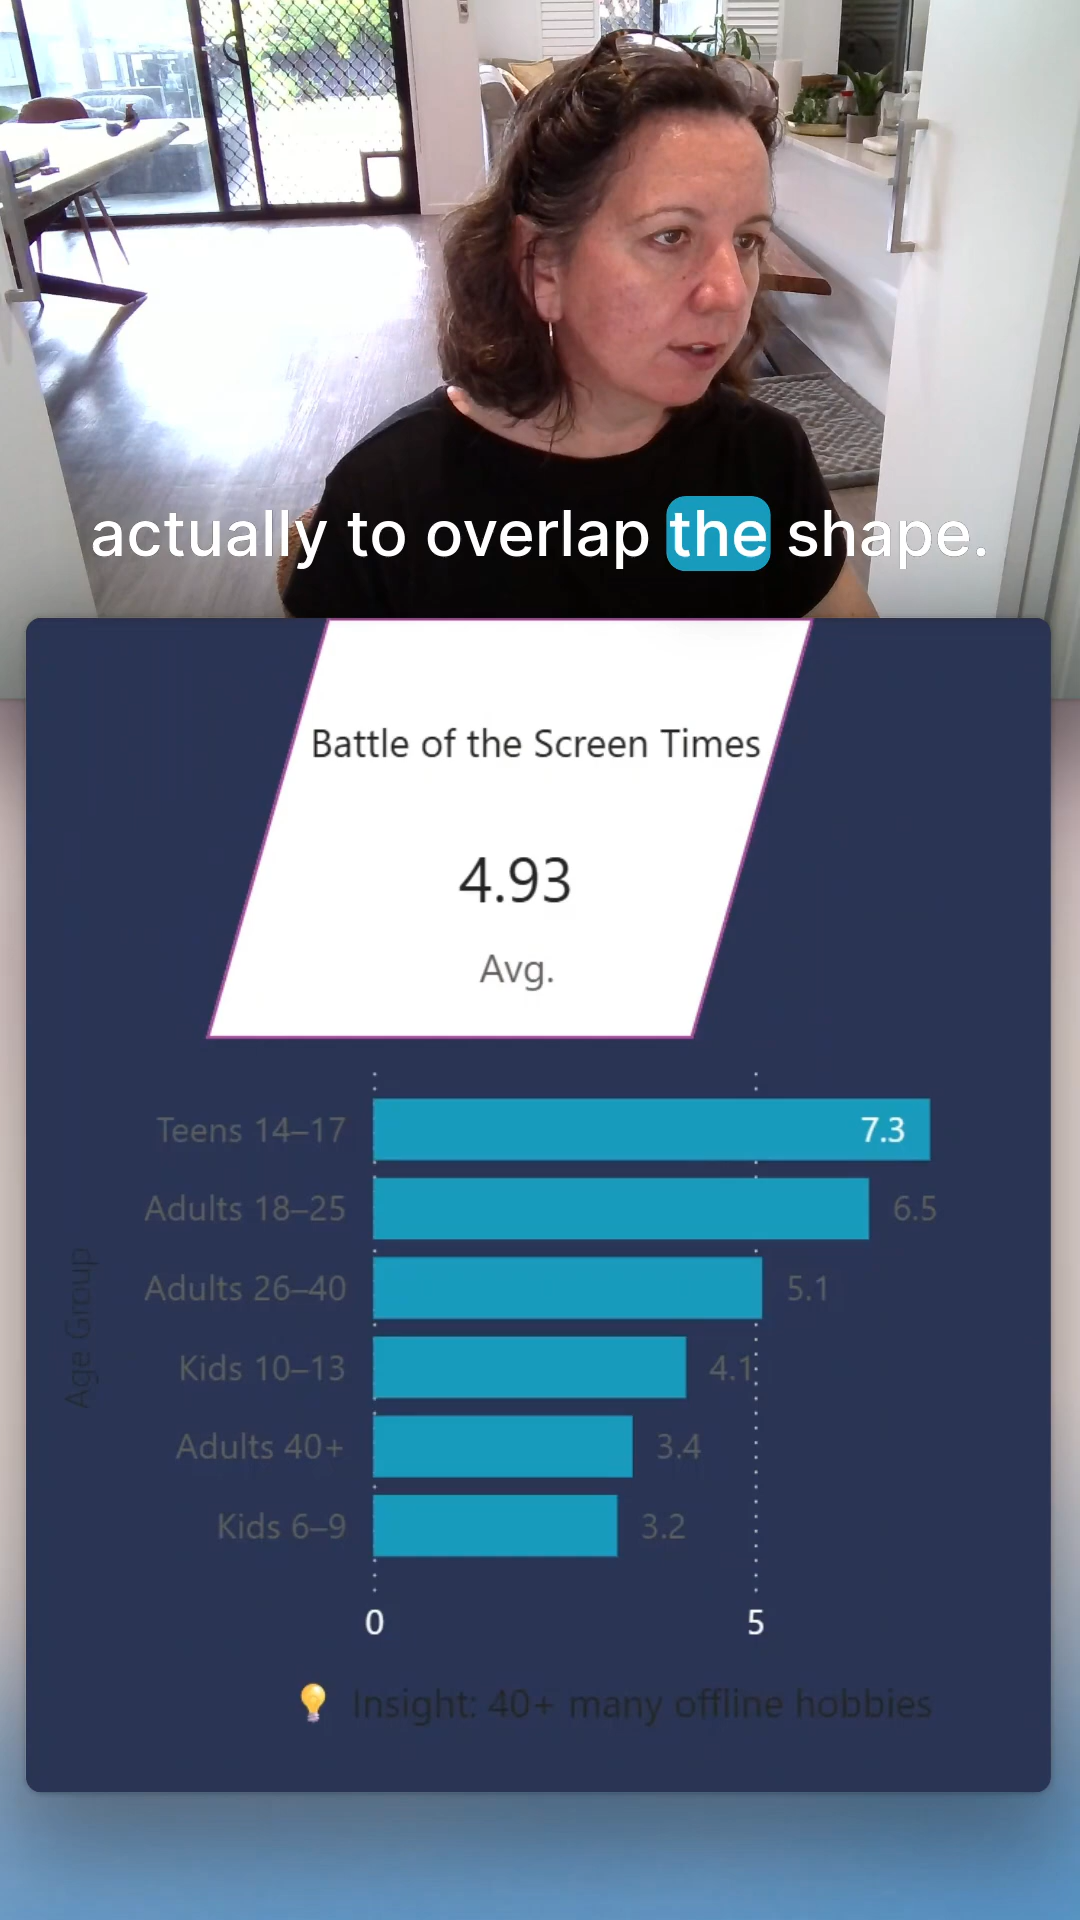 actually to overlap the shape.
Battle of the Screen Times
4.93
Avg.
Age Group
Teens 14–17
7.3
Adults 18–25
6.5
Adults 26–40
5.1
Kids 10–13
4.1
Adults 40+
3.4
Kids 6–9
3.2
0
5
Insight: 40+ many offline hobbies